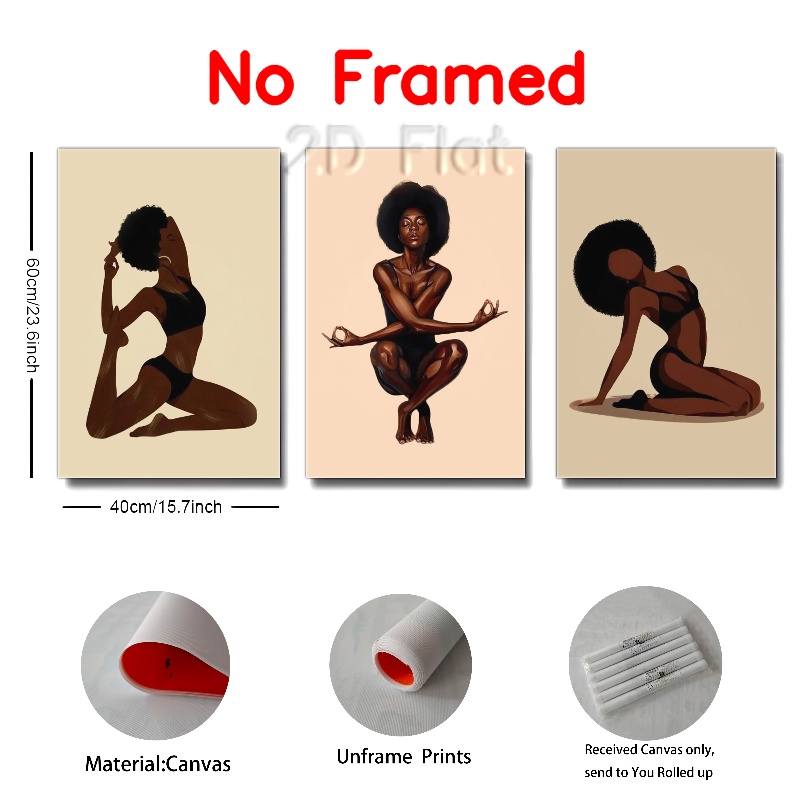 No Framed
2D Flat
60cm/23.6inch
40cm/15.7inch
Material:Canvas
Unframe Prints
Received Canvas only,
send to You Rolled up